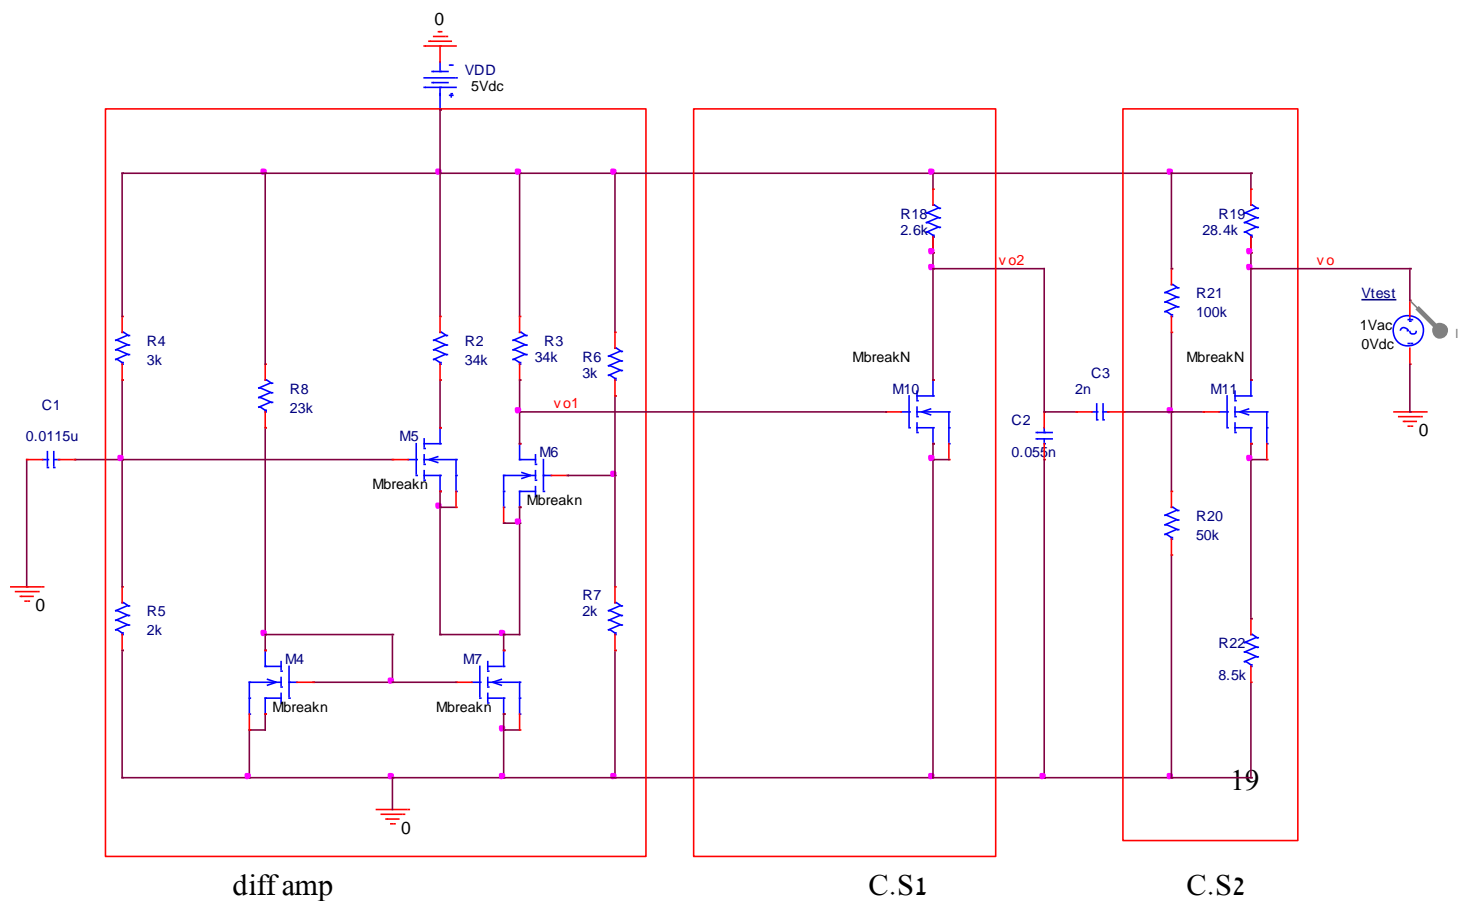 0
VDD
5Vdc
R18
2.6k
R19
28.4k
vo2
vo
R21
100k
Vtest
1Vac
0Vdc
I
0
R4
3k
R2
34k
R3
34k
R6
3k
R8
23k
C1
0.0115u
vo1
MbreakN
M10
C3
2n
MbreakN
M11
C2
0.055n
M5
Mbreakn
M6
Mbreakn
R20
50k
0
R5
2k
R7
2k
M4
Mbreakn
M7
Mbreakn
R22
8.5k
19
0
diff amp
C.S1
C.S2